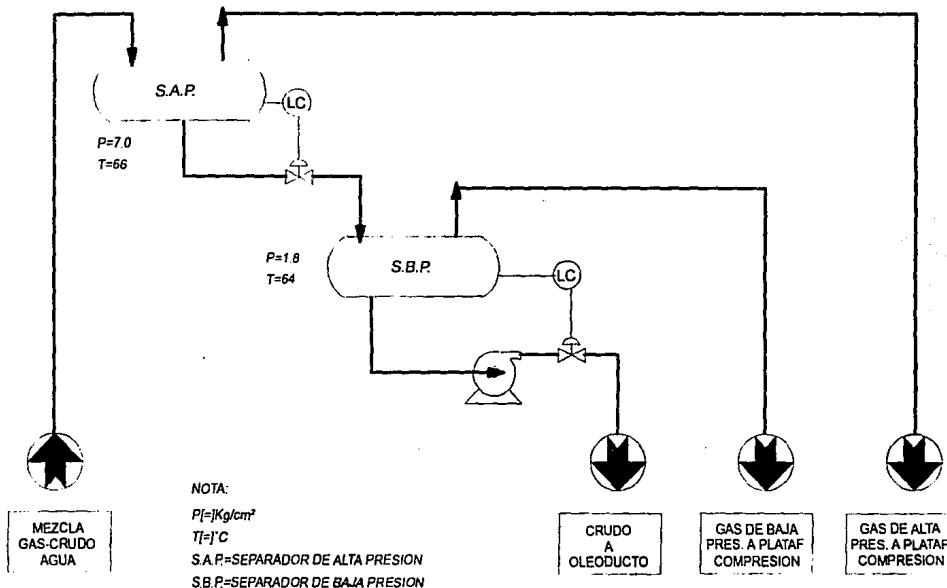 S.A.P.
LC
P=7.0
T=66
S.B.P.
LC
P=1.8
T=64
NOTA:
P[=]Kg/cm²
T[=]°C
S.A.P.=SEPARADOR DE ALTA PRESION
S.B.P.=SEPARADOR DE BAJA PRESION
MEZCLA
GAS-CRUDO
AGUA
CRUDO
A
OLEODUCTO
GAS DE BAJA
PRES. A PLATAF
COMPRESION
GAS DE ALTA
PRES. A PLATAF
COMPRESION